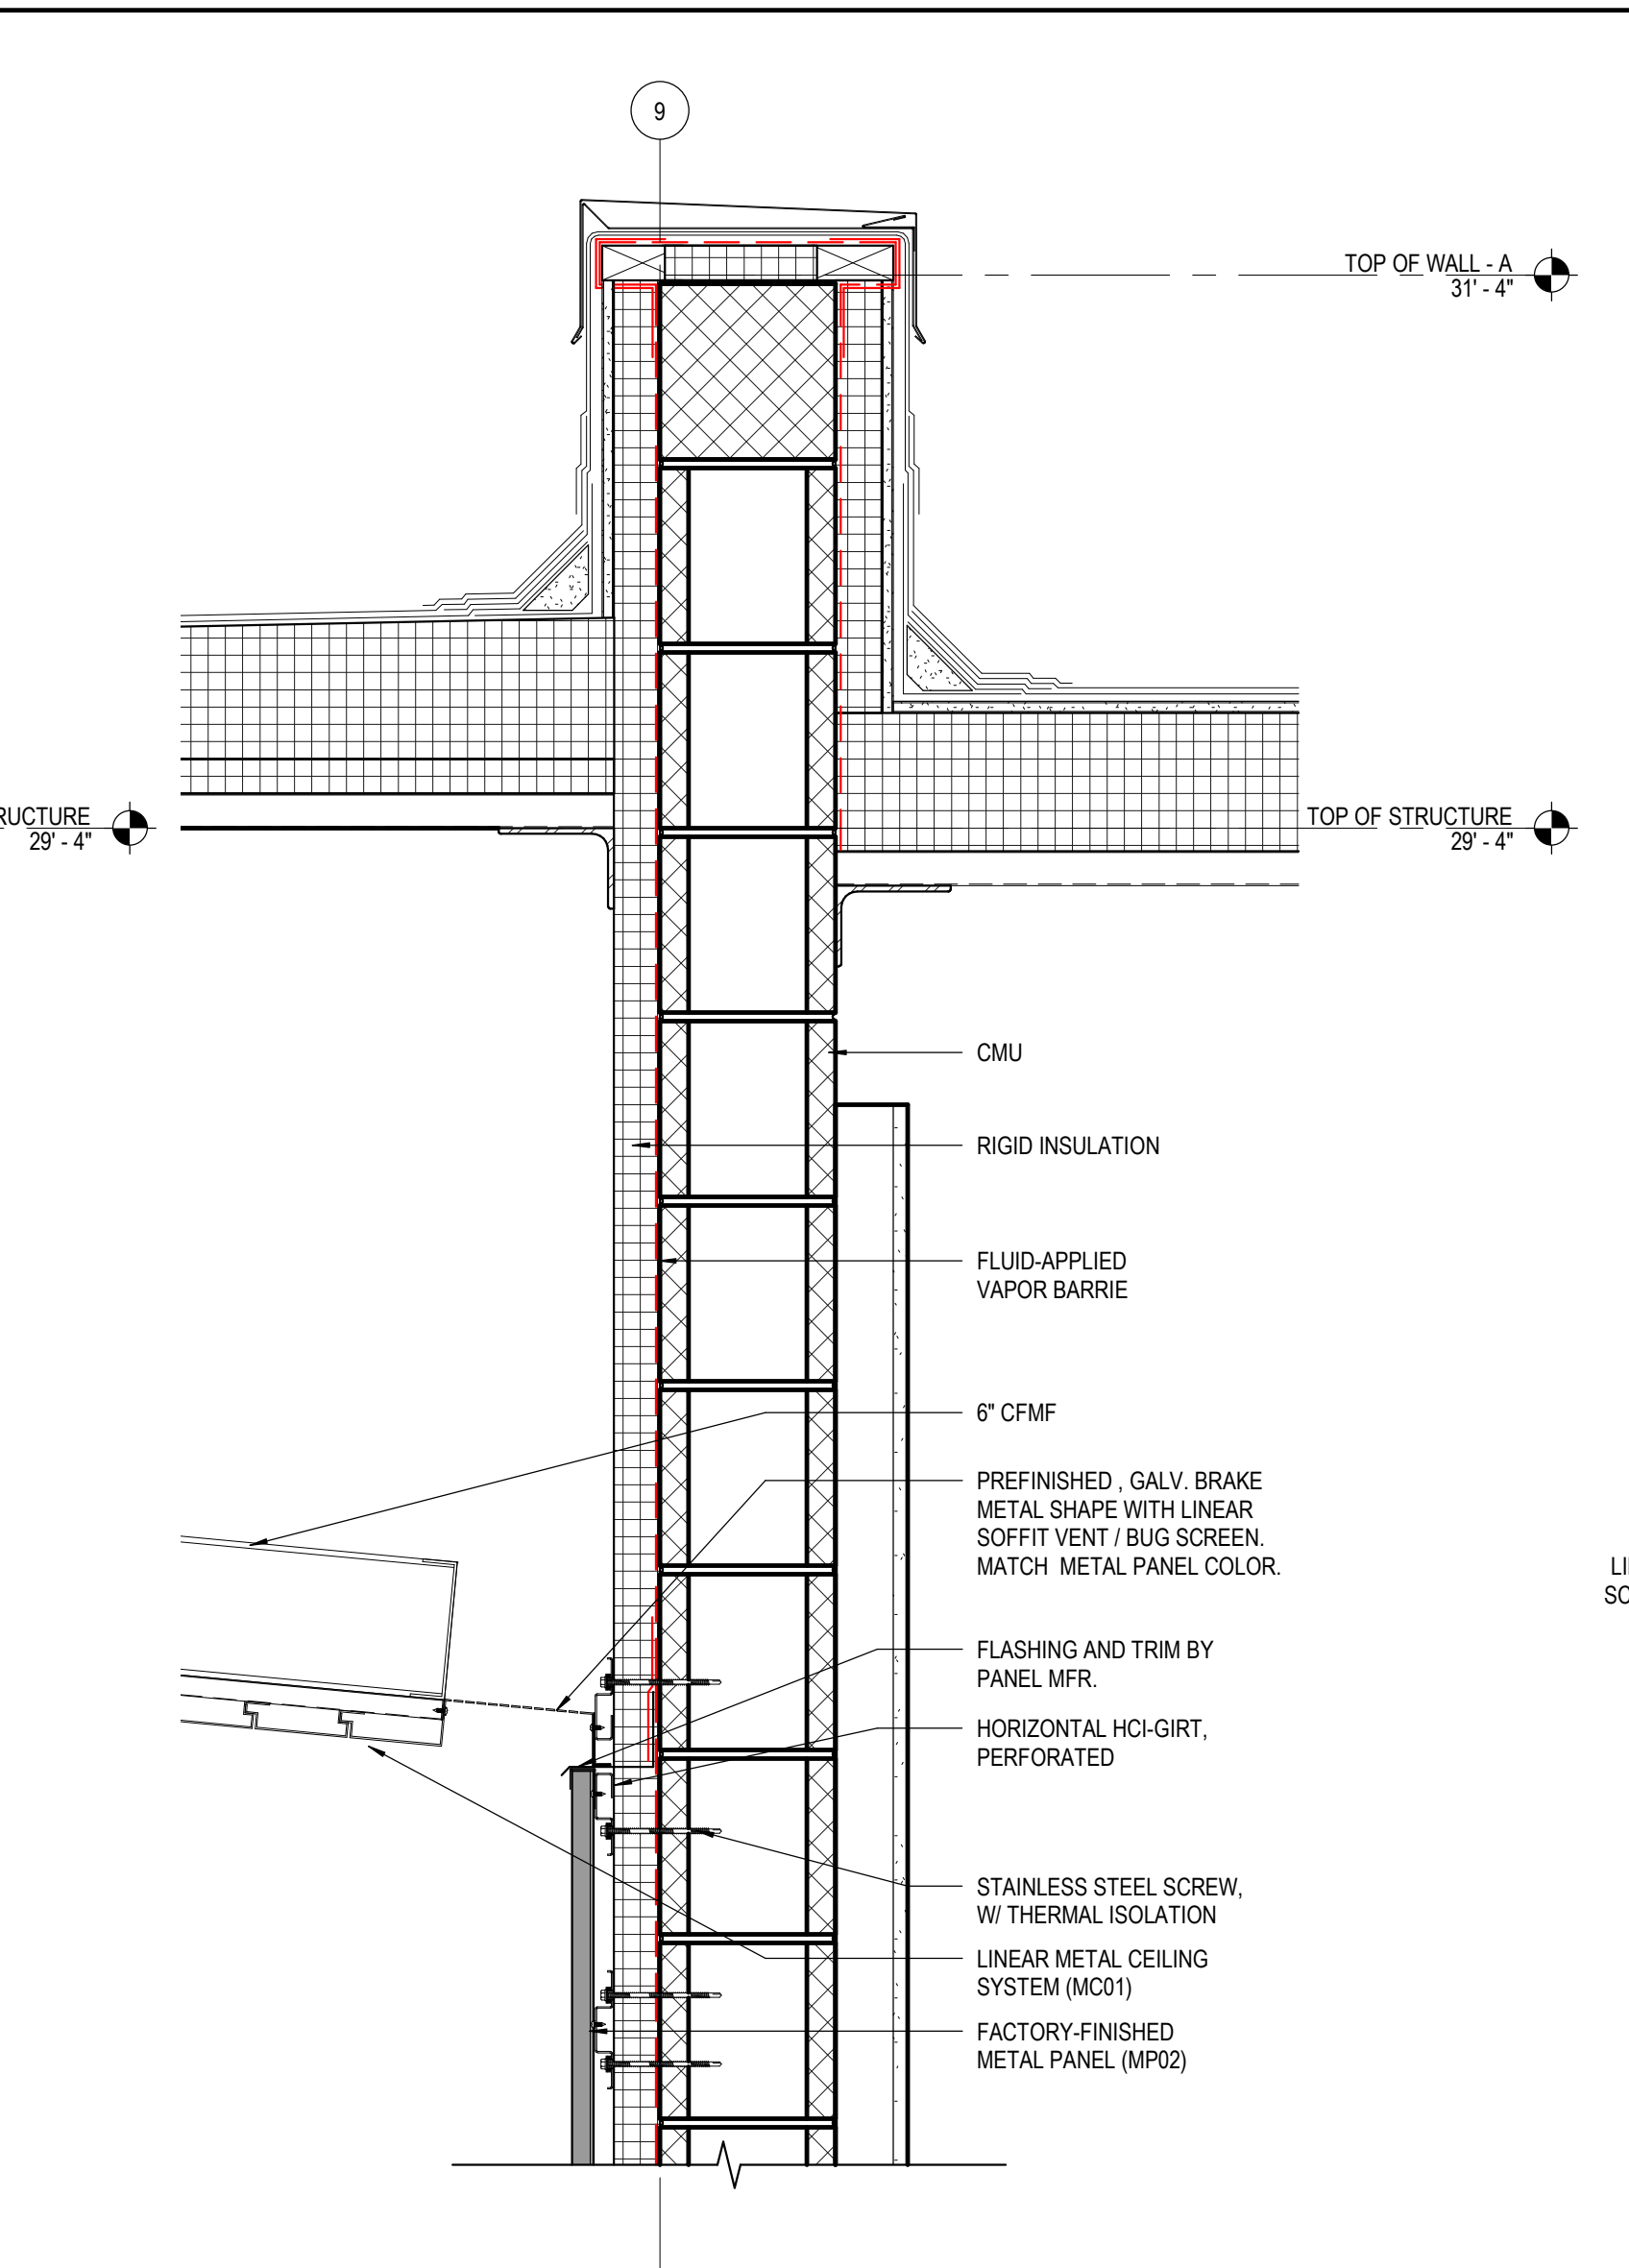 9
TOP OF WALL - A
31' - 4"
RUCTURE
29' - 4"
TOP OF STRUCTURE
29' - 4"
CMU
RIGID INSULATION
FLUID-APPLIED
VAPOR BARRIE
6" CFMF
PREFINISHED , GALV. BRAKE
METAL SHAPE WITH LINEAR
SOFFIT VENT / BUG SCREEN.
MATCH METAL PANEL COLOR.
LI
SC
FLASHING AND TRIM BY
PANEL MFR.
HORIZONTAL HCI-GIRT,
PERFORATED
STAINLESS STEEL SCREW,
W/ THERMAL ISOLATION
LINEAR METAL CEILING
SYSTEM (MC01)
FACTORY-FINISHED
METAL PANEL (MP02)